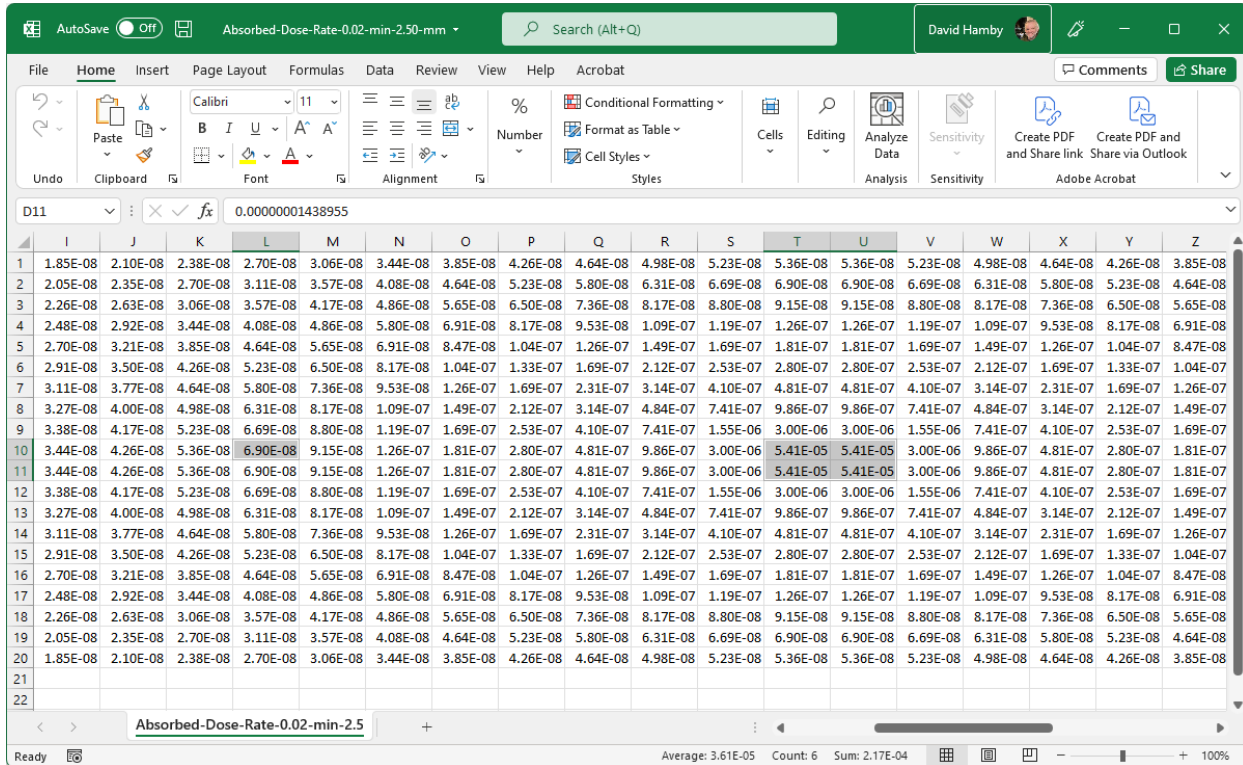 AutoSave Off Absorbed-Dose-Rate-0.02-min-2.50-mm Search (Alt+Q) David Hamby
File Home Insert Page Layout Formulas Data Review View Help Acrobat Comments Share
Calibri 11
Paste B I U A A Number Conditional Formatting Format as Table Cell Styles Cells Editing Analyze Data Sensitivity Create PDF and Share link Create PDF and Share via Outlook
Undo Clipboard Font Alignment Styles Analysis Sensitivity Adobe Acrobat
D11 fx 0.00000001438955
I J K L M N O P Q R S T U V W X Y Z
1 1.85E-08 2.10E-08 2.38E-08 2.70E-08 3.06E-08 3.44E-08 3.85E-08 4.26E-08 4.64E-08 4.98E-08 5.23E-08 5.36E-08 5.36E-08 5.23E-08 4.98E-08 4.64E-08 4.26E-08 3.85E-08
2 2.05E-08 2.35E-08 2.70E-08 3.11E-08 3.57E-08 4.08E-08 4.64E-08 5.23E-08 5.80E-08 6.31E-08 6.69E-08 6.90E-08 6.90E-08 6.69E-08 6.31E-08 5.80E-08 5.23E-08 4.64E-08
3 2.26E-08 2.63E-08 3.06E-08 3.57E-08 4.17E-08 4.86E-08 5.65E-08 6.50E-08 7.36E-08 8.17E-08 8.80E-08 9.15E-08 9.15E-08 8.80E-08 8.17E-08 7.36E-08 6.50E-08 5.65E-08
4 2.48E-08 2.92E-08 3.44E-08 4.08E-08 4.86E-08 5.80E-08 6.91E-08 8.17E-08 9.53E-08 1.09E-07 1.19E-07 1.26E-07 1.26E-07 1.19E-07 1.09E-07 9.53E-08 8.17E-08 6.91E-08
5 2.70E-08 3.21E-08 3.85E-08 4.64E-08 5.65E-08 6.91E-08 8.47E-08 1.04E-07 1.26E-07 1.49E-07 1.69E-07 1.81E-07 1.81E-07 1.69E-07 1.49E-07 1.26E-07 1.04E-07 8.47E-08
6 2.91E-08 3.50E-08 4.26E-08 5.23E-08 6.50E-08 8.17E-08 1.04E-07 1.33E-07 1.69E-07 2.12E-07 2.53E-07 2.80E-07 2.80E-07 2.53E-07 2.12E-07 1.69E-07 1.33E-07 1.04E-07
7 3.11E-08 3.77E-08 4.64E-08 5.80E-08 7.36E-08 9.53E-08 1.26E-07 1.69E-07 2.31E-07 3.14E-07 4.10E-07 4.81E-07 4.81E-07 4.10E-07 3.14E-07 2.31E-07 1.69E-07 1.26E-07
8 3.27E-08 4.00E-08 4.98E-08 6.31E-08 8.17E-08 1.09E-07 1.49E-07 2.12E-07 3.14E-07 4.84E-07 7.41E-07 9.86E-07 9.86E-07 7.41E-07 4.84E-07 3.14E-07 2.12E-07 1.49E-07
9 3.38E-08 4.17E-08 5.23E-08 6.69E-08 8.80E-08 1.19E-07 1.69E-07 2.53E-07 4.10E-07 7.41E-07 1.55E-06 3.00E-06 3.00E-06 1.55E-06 7.41E-07 4.10E-07 2.53E-07 1.69E-07
10 3.44E-08 4.26E-08 5.36E-08 6.90E-08 9.15E-08 1.26E-07 1.81E-07 2.80E-07 4.81E-07 9.86E-07 3.00E-06 5.41E-05 5.41E-05 3.00E-06 9.86E-07 4.81E-07 2.80E-07 1.81E-07
11 3.44E-08 4.26E-08 5.36E-08 6.90E-08 9.15E-08 1.26E-07 1.81E-07 2.80E-07 4.81E-07 9.86E-07 3.00E-06 5.41E-05 5.41E-05 3.00E-06 9.86E-07 4.81E-07 2.80E-07 1.81E-07
12 3.38E-08 4.17E-08 5.23E-08 6.69E-08 8.80E-08 1.19E-07 1.69E-07 2.53E-07 4.10E-07 7.41E-07 1.55E-06 3.00E-06 3.00E-06 1.55E-06 7.41E-07 4.10E-07 2.53E-07 1.69E-07
13 3.27E-08 4.00E-08 4.98E-08 6.31E-08 8.17E-08 1.09E-07 1.49E-07 2.12E-07 3.14E-07 4.84E-07 7.41E-07 9.86E-07 9.86E-07 7.41E-07 4.84E-07 3.14E-07 2.12E-07 1.49E-07
14 3.11E-08 3.77E-08 4.64E-08 5.80E-08 7.36E-08 9.53E-08 1.26E-07 1.69E-07 2.31E-07 3.14E-07 4.10E-07 4.81E-07 4.81E-07 4.10E-07 3.14E-07 2.31E-07 1.69E-07 1.26E-07
15 2.91E-08 3.50E-08 4.26E-08 5.23E-08 6.50E-08 8.17E-08 1.04E-07 1.33E-07 1.69E-07 2.12E-07 2.53E-07 2.80E-07 2.80E-07 2.53E-07 2.12E-07 1.69E-07 1.33E-07 1.04E-07
16 2.70E-08 3.21E-08 3.85E-08 4.64E-08 5.65E-08 6.91E-08 8.47E-08 1.04E-07 1.26E-07 1.49E-07 1.69E-07 1.81E-07 1.81E-07 1.69E-07 1.49E-07 1.26E-07 1.04E-07 8.47E-08
17 2.48E-08 2.92E-08 3.44E-08 4.08E-08 4.86E-08 5.80E-08 6.91E-08 8.17E-08 9.53E-08 1.09E-07 1.19E-07 1.26E-07 1.26E-07 1.19E-07 1.09E-07 9.53E-08 8.17E-08 6.91E-08
18 2.26E-08 2.63E-08 3.06E-08 3.57E-08 4.17E-08 4.86E-08 5.65E-08 6.50E-08 7.36E-08 8.17E-08 8.80E-08 9.15E-08 9.15E-08 8.80E-08 8.17E-08 7.36E-08 6.50E-08 5.65E-08
19 2.05E-08 2.35E-08 2.70E-08 3.11E-08 3.57E-08 4.08E-08 4.64E-08 5.23E-08 5.80E-08 6.31E-08 6.69E-08 6.90E-08 6.90E-08 6.69E-08 6.31E-08 5.80E-08 5.23E-08 4.64E-08
20 1.85E-08 2.10E-08 2.38E-08 2.70E-08 3.06E-08 3.44E-08 3.85E-08 4.26E-08 4.64E-08 4.98E-08 5.23E-08 5.36E-08 5.36E-08 5.23E-08 4.98E-08 4.64E-08 4.26E-08 3.85E-08
21
22
Absorbed-Dose-Rate-0.02-min-2.5
Ready Average: 3.61E-05 Count: 6 Sum: 2.17E-04 100%